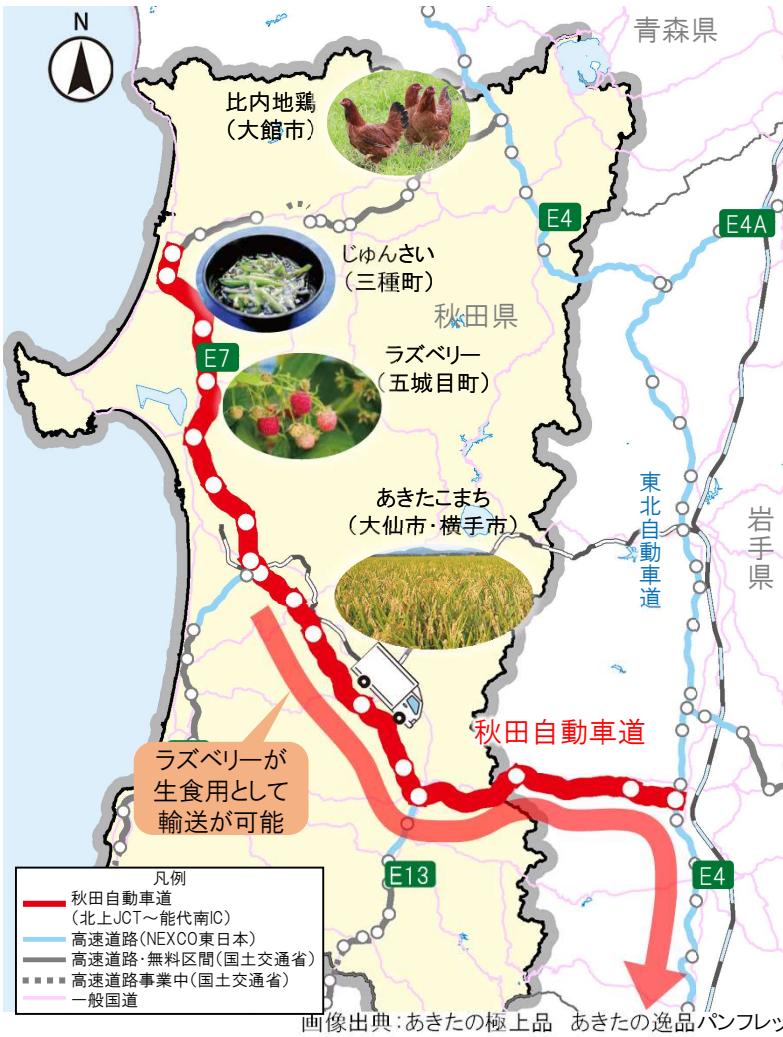 N
青森県
比内地鶏
(大館市)
E4
E4A
じゅんさい
(三種町)
秋田県
E7
ラズベリー
(五城目町)
あきたこまち
(大仙市・横手市)
東北自動車道
岩手県
秋田自動車道
ラズベリーが
生食用として
輸送が可能
E13
E4
凡例
秋田自動車道
(北上JCT～能代南IC)
高速道路(NEXCO東日本)
高速道路・無料区間(国土交通省)
高速道路事業中(国土交通省)
一般国道
画像出典：あきたの極上品 あきたの逸品パンフレッ